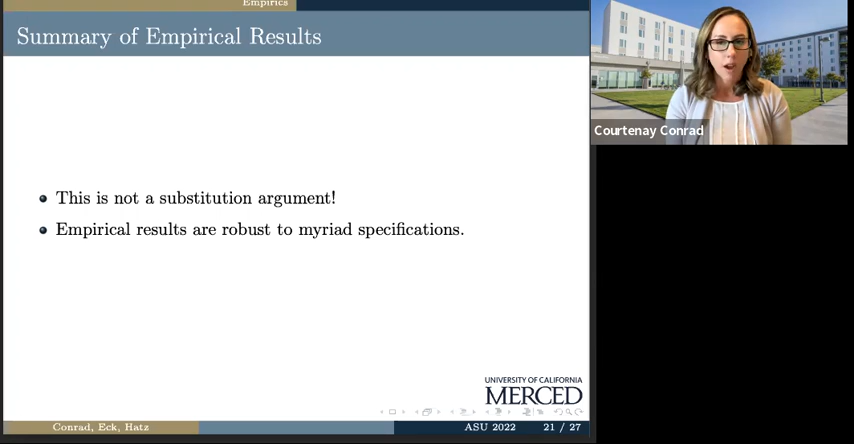 Empirics
Summary of Empirical Results
Courtenay Conrad
This is not a substitution argument!
Empirical results are robust to myriad specifications.
UNIVERSITY OF CALIFORNIA
MERCED
Conrad, Eck, Hatz
ASU 2022 21 / 27